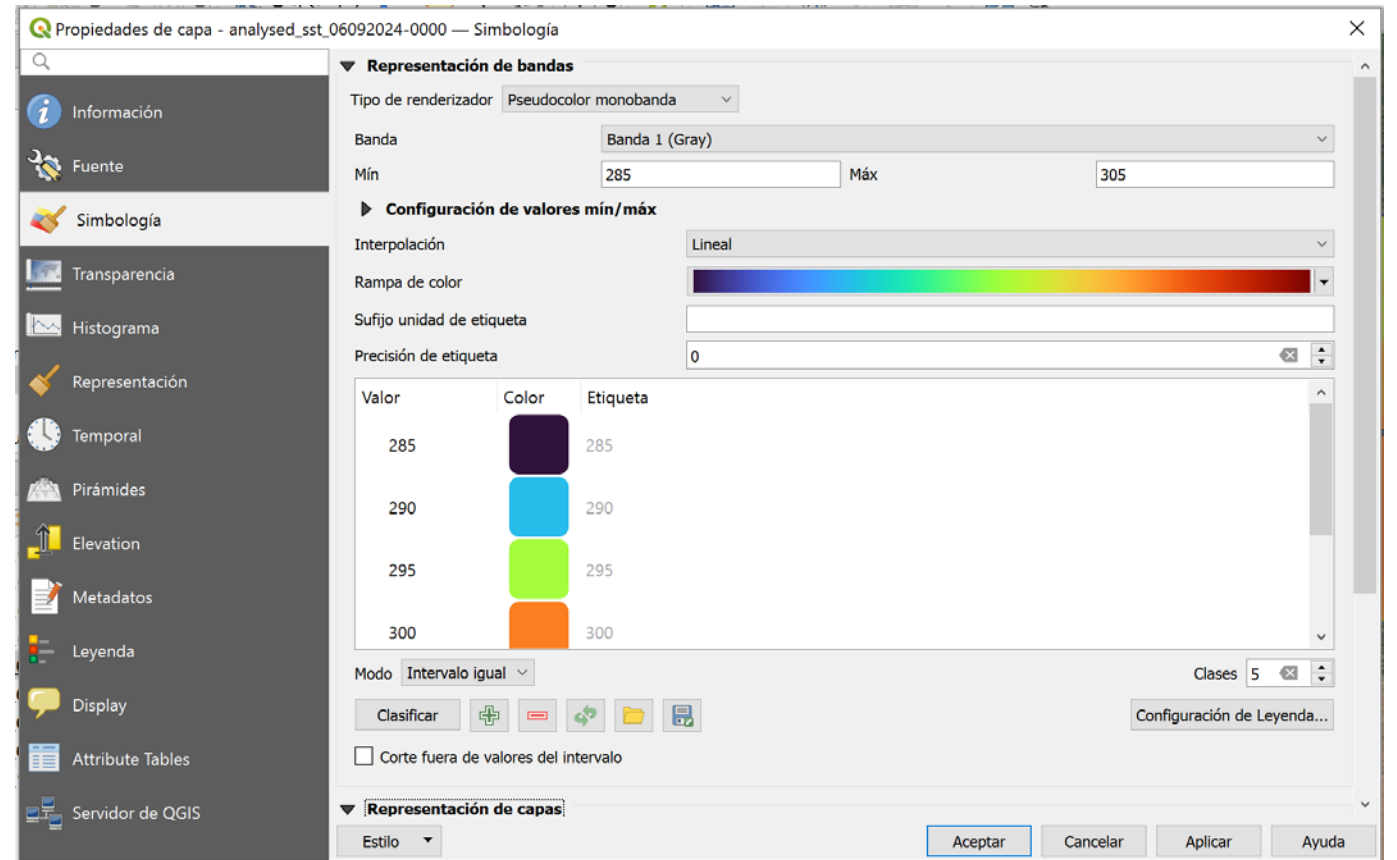 Propiedades de capa - analysed_sst_06092024-0000 — Simbología
Información
Fuente
Simbología
Transparencia
Histograma
Representación
Temporal
Pirámides
Elevation
Metadatos
Leyenda
Display
Attribute Tables
Servidor de QGIS
Representación de bandas
Tipo de renderizador Pseudocolor monobanda
Banda Banda 1 (Gray)
Mín 285 Máx 305
Configuración de valores mín/máx
Interpolación Lineal
Rampa de color
Sufijo unidad de etiqueta
Precisión de etiqueta 0
Valor Color Etiqueta
285 285
290 290
295 295
300 300
Modo Intervalo igual Clases 5
Clasificar Configuración de Leyenda...
Corte fuera de valores del intervalo
Representación de capas
Estilo Aceptar Cancelar Aplicar Ayuda